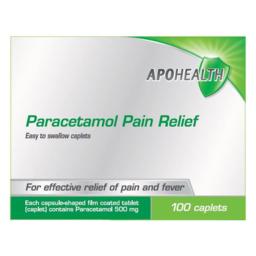 APOHEALTH
Paracetamol Pain Relief
Easy to swallow caplets
For effective relief of pain and fever
Each capsule-shaped film coated tablet
(caplet) contains Paracetamol 500 mg
100 caplets